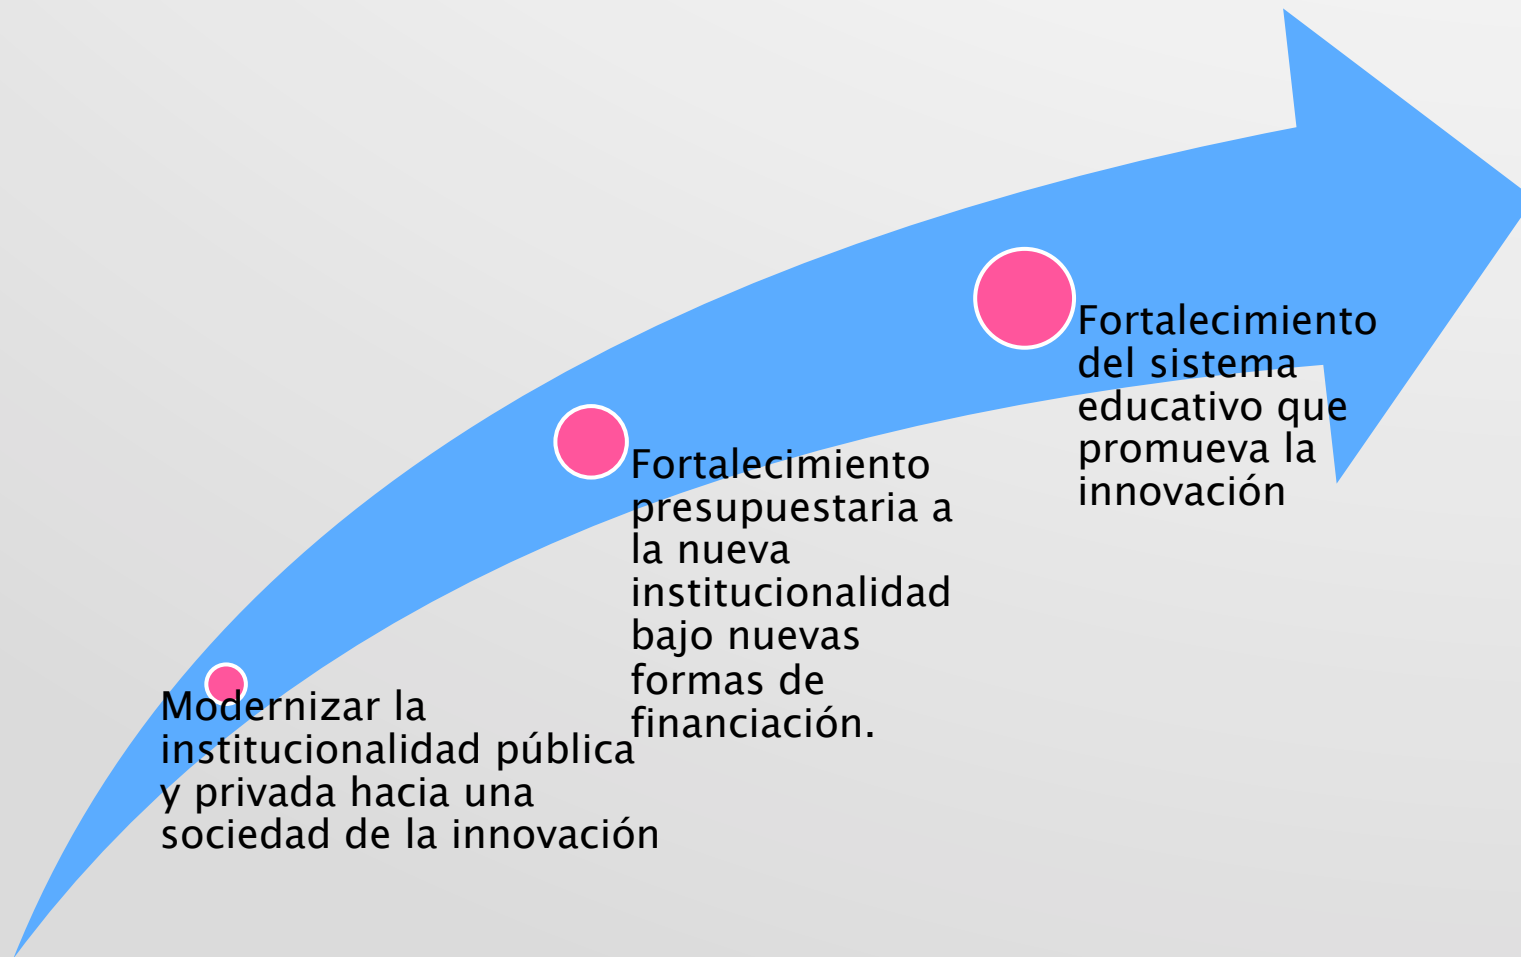 Modernizar la
institucionalidad pública
y privada hacia una
sociedad de la innovación
Fortalecimiento
presupuestaria a
la nueva
institucionalidad
bajo nuevas
formas de
financiación.
Fortalecimiento
del sistema
educativo que
promueva la
innovación